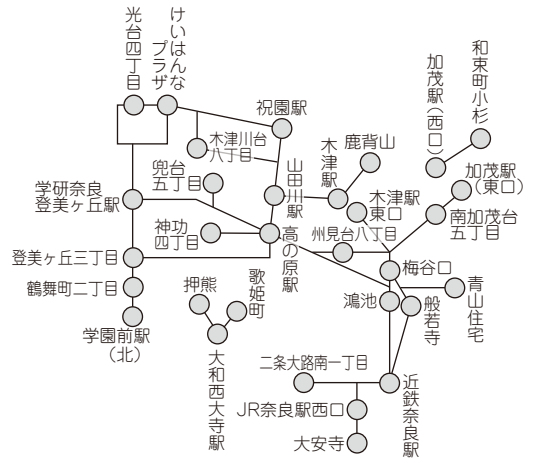 光台四丁目
けいはんな
プラザ
祝園駅
木津川台
八丁目
兜台
五丁目
山田川駅
木津駅
鹿背山
加茂駅(西口)
和束町小杉
加茂駅
(東口)
木津駅
東口
南加茂台
五丁目
学研奈良
登美ヶ丘駅
神功
四丁目
高の原駅
州見台八丁目
登美ヶ丘三丁目
梅谷口
鶴舞町二丁目
押熊
歌姫町
鴻池
般若寺
青山住宅
学園前駅
(北)
大和西大寺駅
二条大路南一丁目
近鉄奈良駅
JR奈良駅西口
大安寺